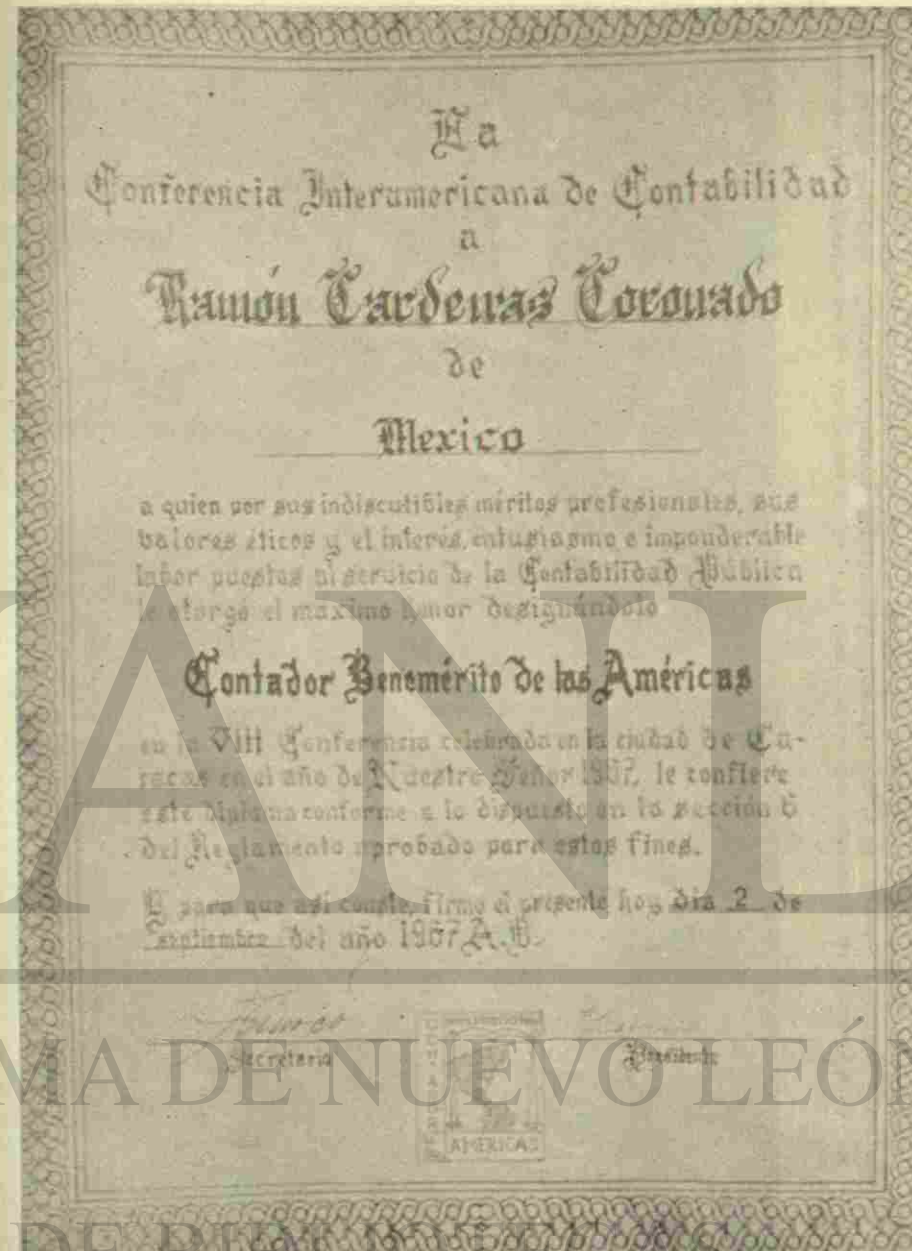 La
Conferencia Interamericana de Contabilidad
a
Ramón Cardenas Coronado
de
Mexico
a quien por sus indiscutibles méritos profesionales, sus
valores éticos y el interés, entusiasmo e imponderable
labor puestas al servicio de la Contabilidad Pública
le otorgó el maximo honor designándolo
Contador Benemérito de las Américas
en la VIII Conferencia celebrada en la ciudad de Ca-
racas en el año de Nuestro Señor 1967, le confiere
este diploma conforme a lo dispuesto en la sección 6
del Reglamento aprobado para estos fines.
Y para que así conste, firmo el presente hoy día 2 de
septiembre del año 1967 A.D.
Secretario
Presidente
AMERICAS
ANL
MA DE NUEVO LEÓN